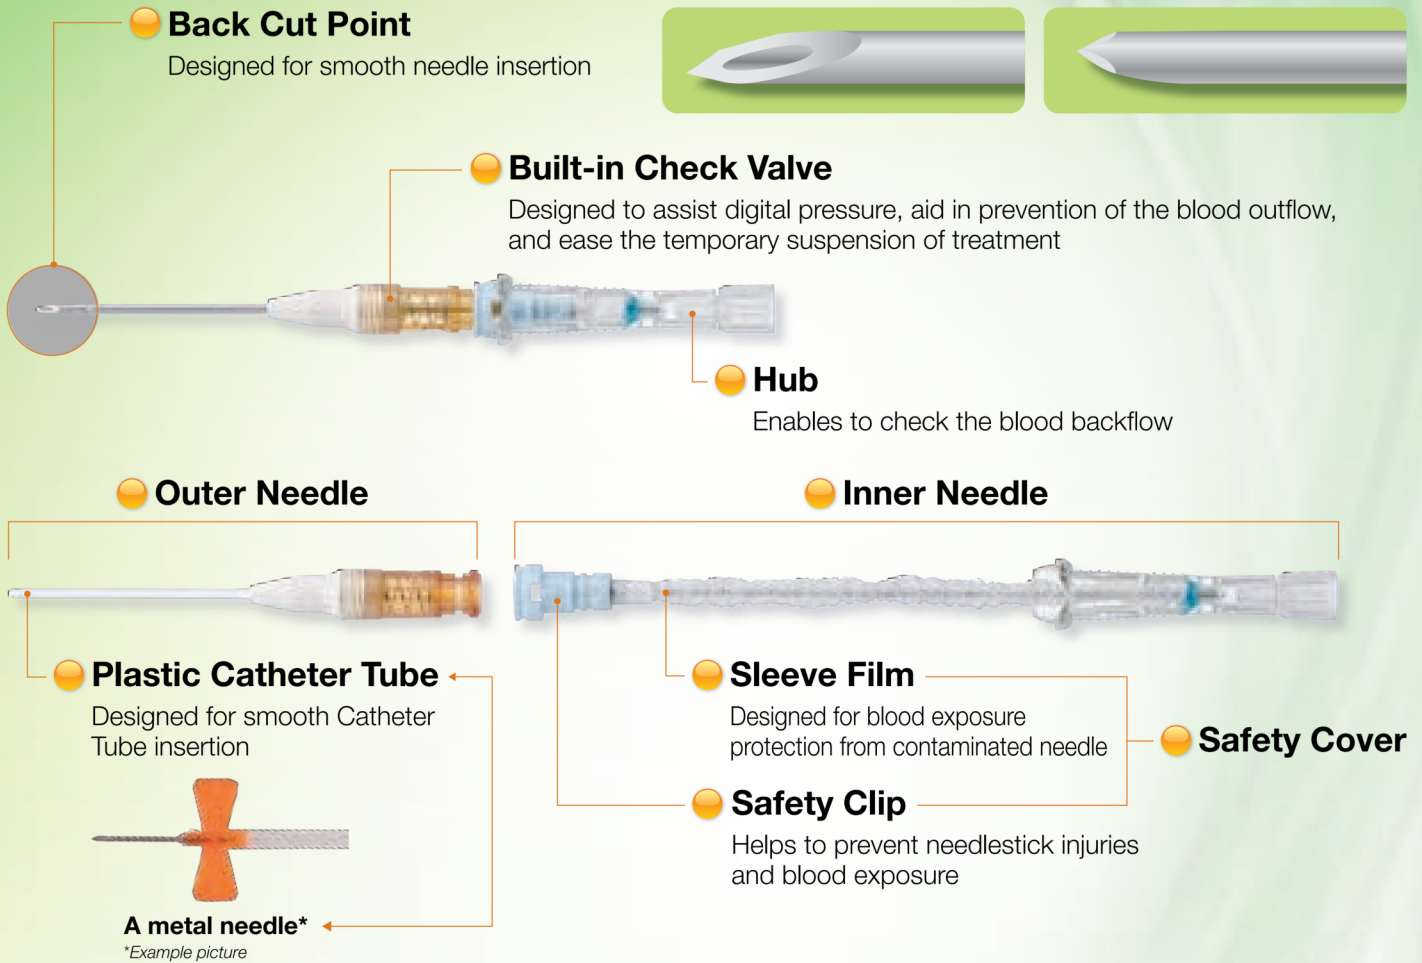 Back Cut Point
Designed for smooth needle insertion
Built-in Check Valve
Designed to assist digital pressure, aid in prevention of the blood outflow,
and ease the temporary suspension of treatment
Hub
Enables to check the blood backflow
Outer Needle
Inner Needle
Plastic Catheter Tube
Designed for smooth Catheter
Tube insertion
Sleeve Film
Designed for blood exposure
protection from contaminated needle
Safety Cover
Safety Clip
Helps to prevent needlestick injuries
and blood exposure
A metal needle*
*Example picture